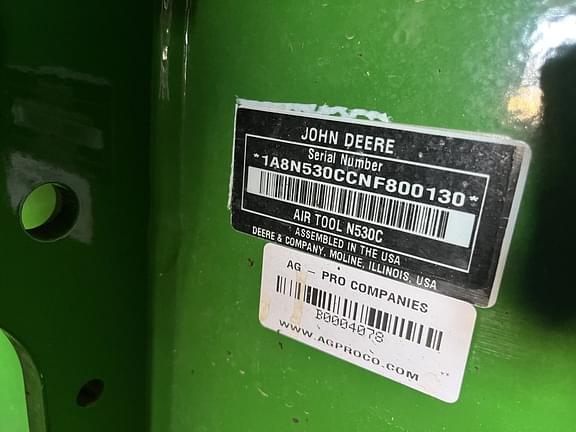 JOHN DEERE
Serial Number
*1A8N530CCNF800130*
AIR TOOL N530C
ASSEMBLED IN THE USA
DEERE & COMPANY, MOLINE, ILLINOIS, USA
AG - PRO COMPANIES
B0004078
WWW.AGPROCO.COM